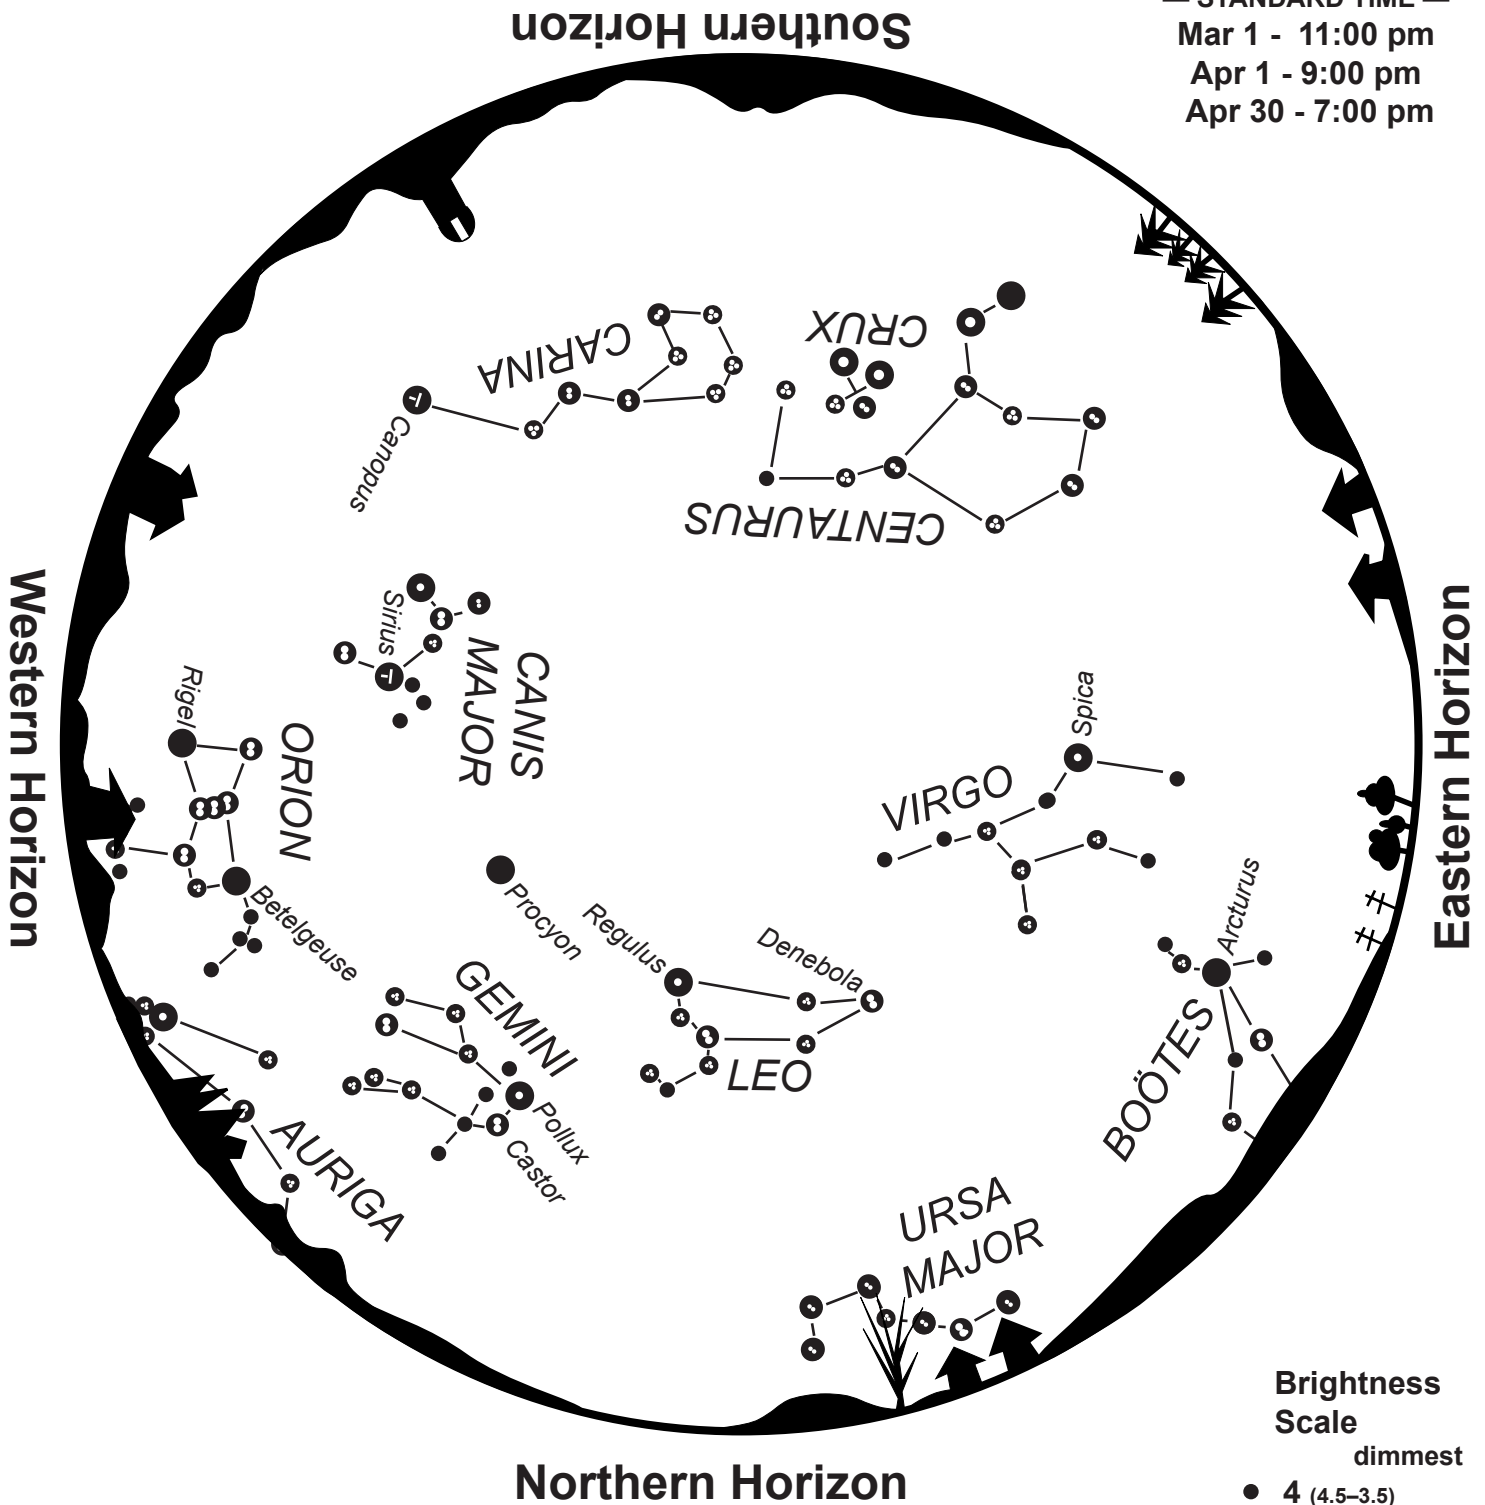 — STANDARD TIME —
Mar 1 - 11:00 pm
Apr 1 - 9:00 pm
Apr 30 - 7:00 pm
Southern Horizon
CARINA
CRUX
Canopus
CENTAURUS
Western Horizon
Eastern Horizon
Sirius
CANIS
MAJOR
Rigel
ORION
Spica
VIRGO
Betelgeuse
Procyon
Regulus
Denebola
Arcturus
GEMINI
LEO
BOÖTES
Pollux
Castor
AURIGA
URSA
MAJOR
Northern Horizon
Brightness
Scale
dimmest
4 (4.5–3.5)